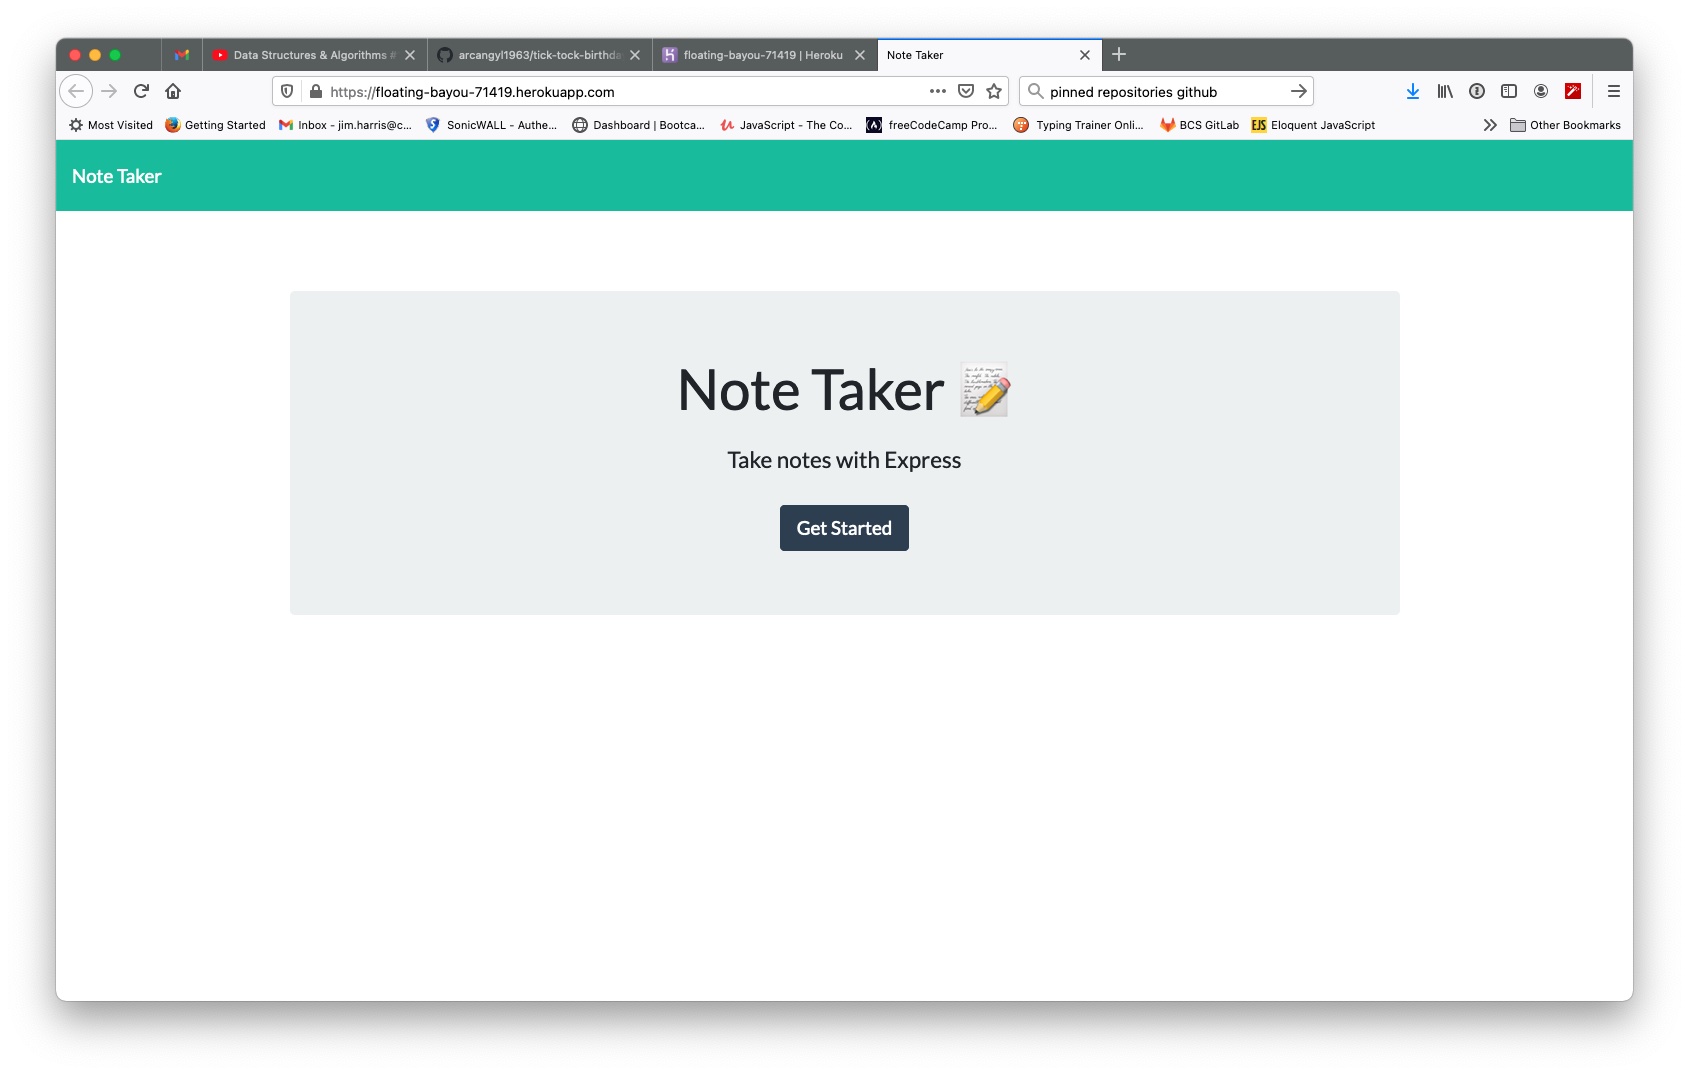 Data Structures & Algorithms #
arcangyl1963/tick-tock-birthda
floating-bayou-71419 | Heroku
Note Taker
https://floating-bayou-71419.herokuapp.com
pinned repositories github
Most Visited
Getting Started
Inbox - jim.harris@c...
SonicWALL - Authe...
Dashboard | Bootca...
JavaScript - The Co...
freeCodeCamp Pro...
Typing Trainer Onli...
BCS GitLab
EJS
Eloquent JavaScript
Other Bookmarks
Note Taker
Note Taker
Take notes with Express
Get Started